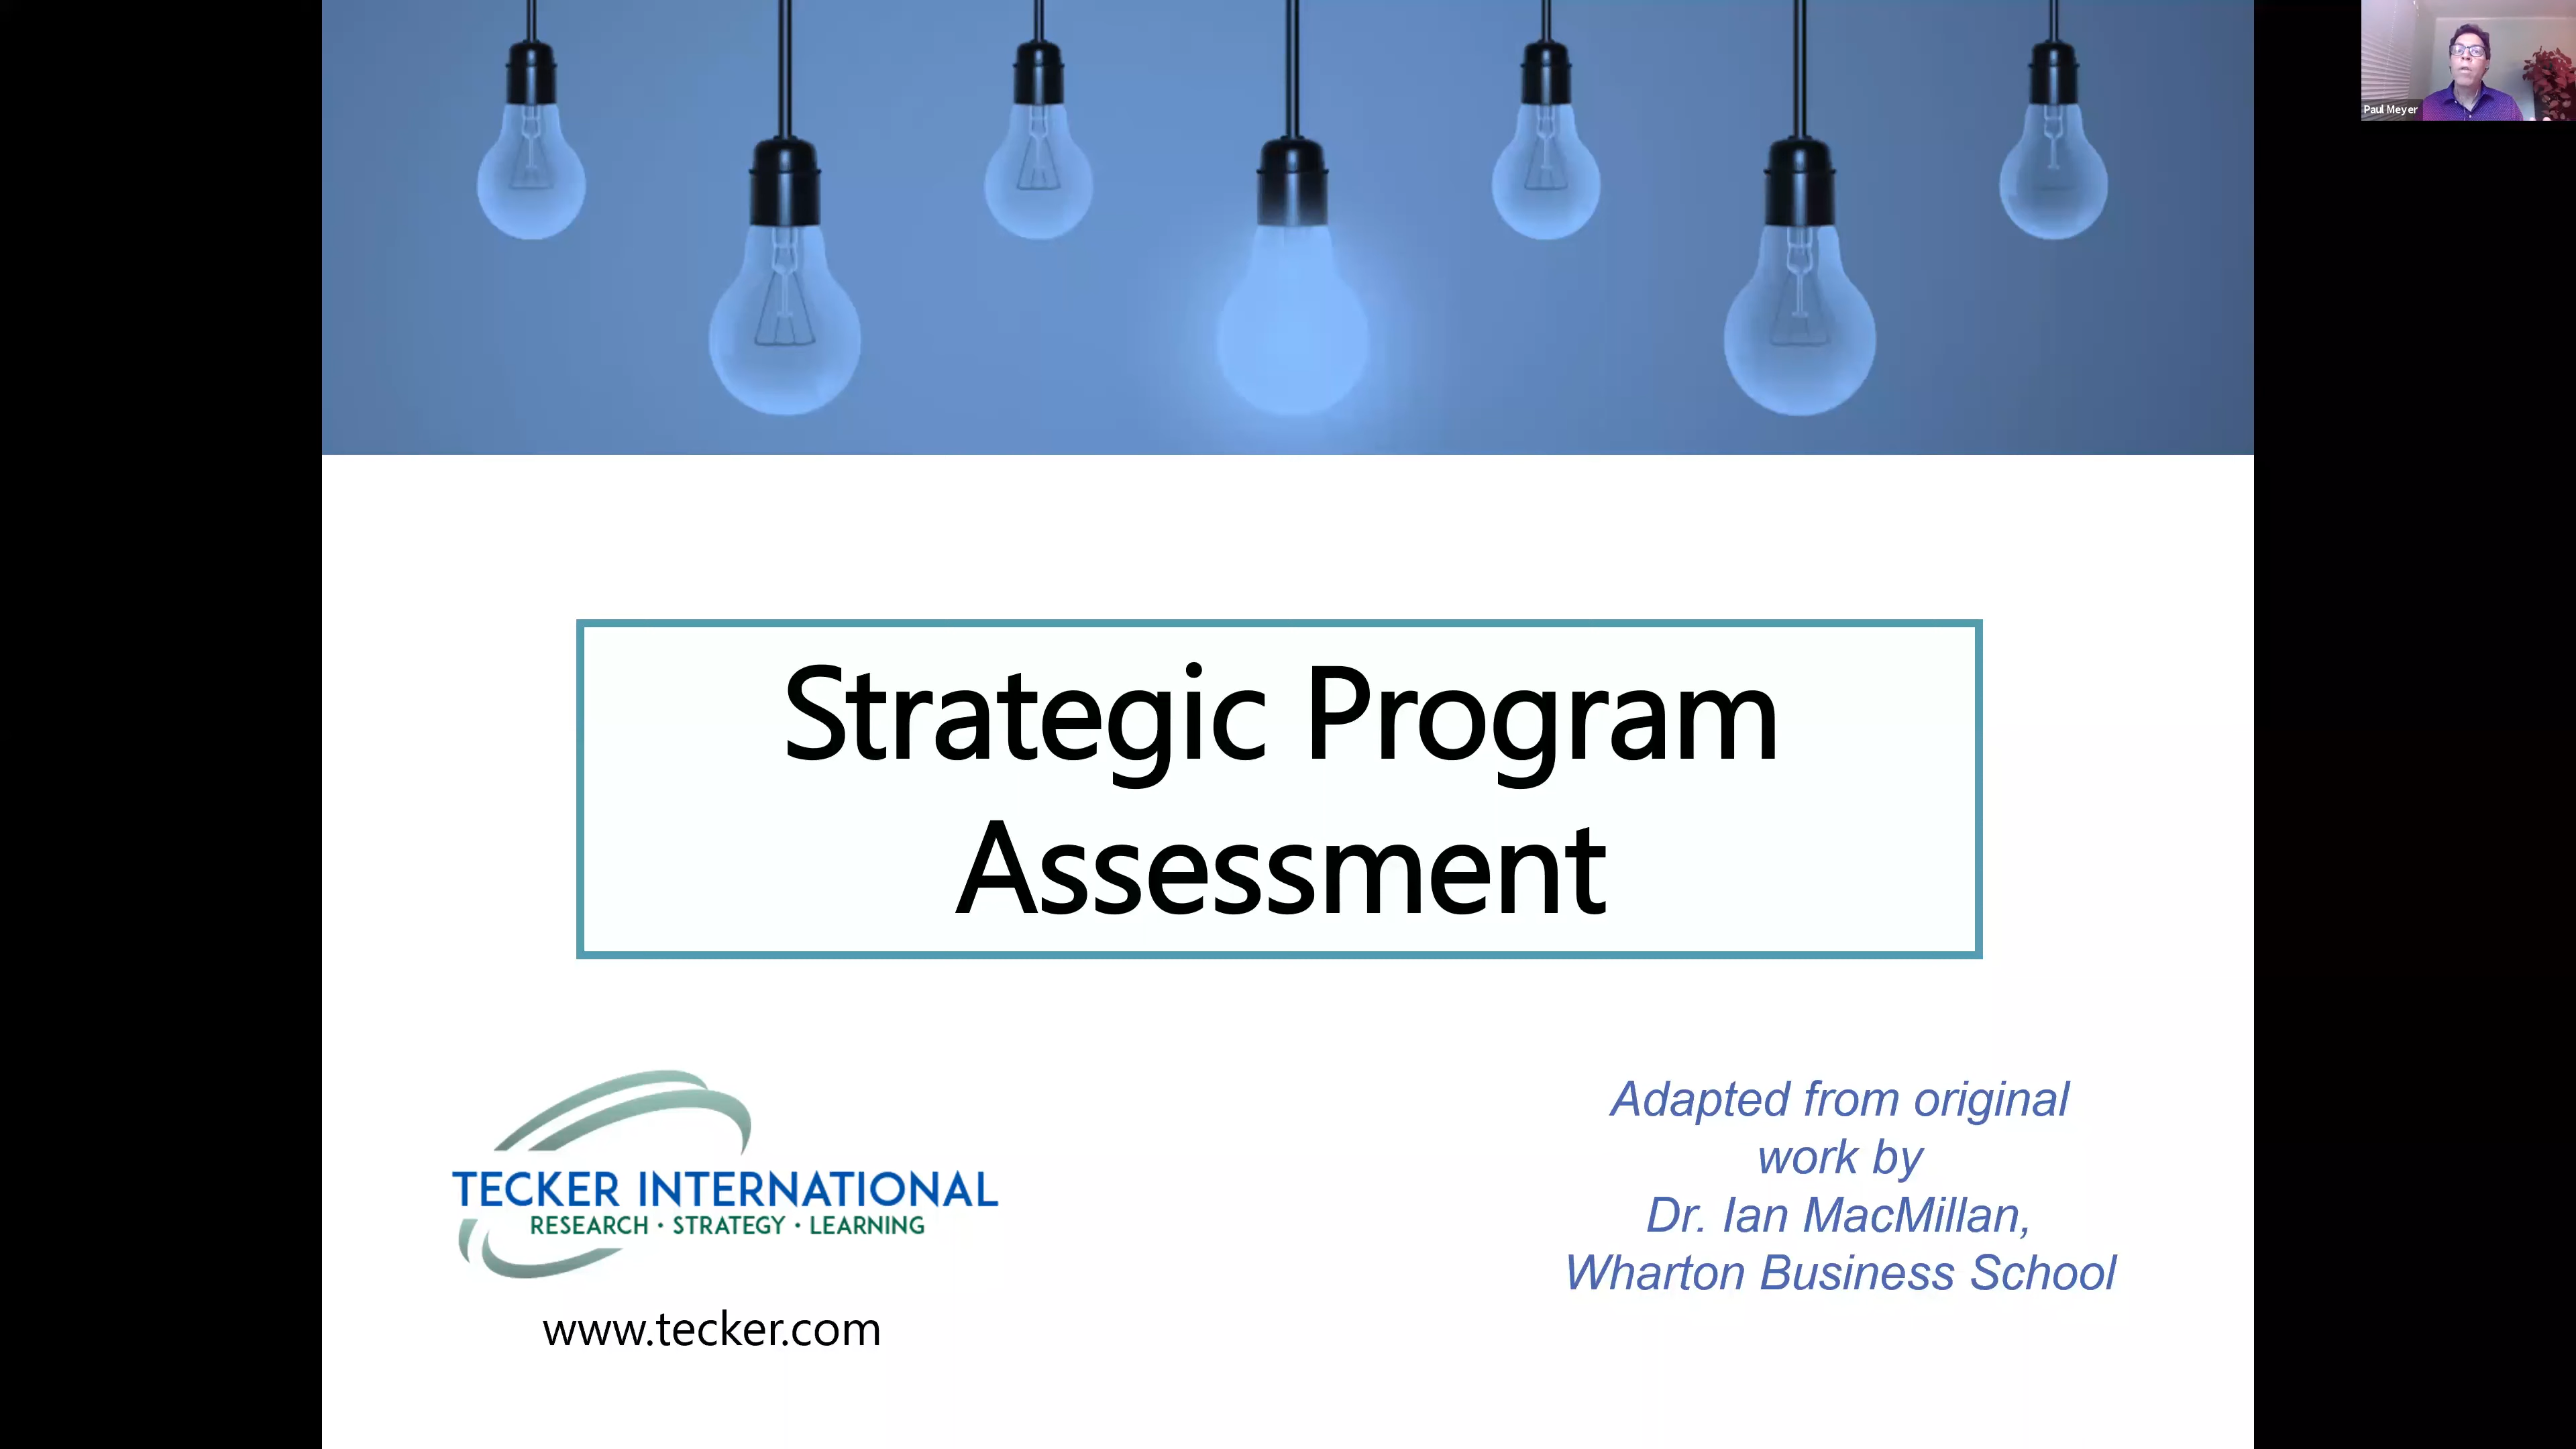 Paul Meyer
Strategic Program
Assessment
TECKER INTERNATIONAL
RESEARCH · STRATEGY · LEARNING
www.tecker.com
Adapted from original
work by
Dr. Ian MacMillan,
Wharton Business School